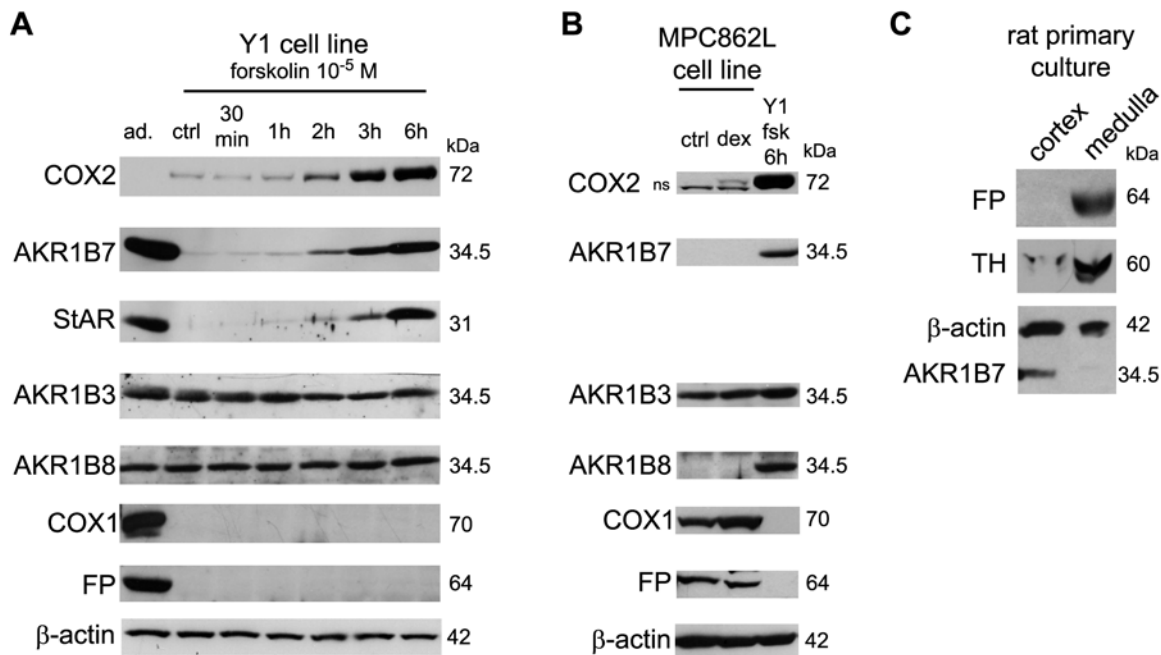 A
Y1 cell line
forskolin 10⁻⁵ M
ad. ctrl 30 min 1h 2h 3h 6h kDa
COX2 72
AKR1B7 34.5
StAR 31
AKR1B3 34.5
AKR1B8 34.5
COX1 70
FP 64
β-actin 42
B
MPC862L
cell line
ctrl dex Y1 fsk 6h kDa
COX2 ns 72
AKR1B7 34.5
AKR1B3 34.5
AKR1B8 34.5
COX1 70
FP 64
β-actin 42
C
rat primary
culture
cortex medulla kDa
FP 64
TH 60
β-actin 42
AKR1B7 34.5